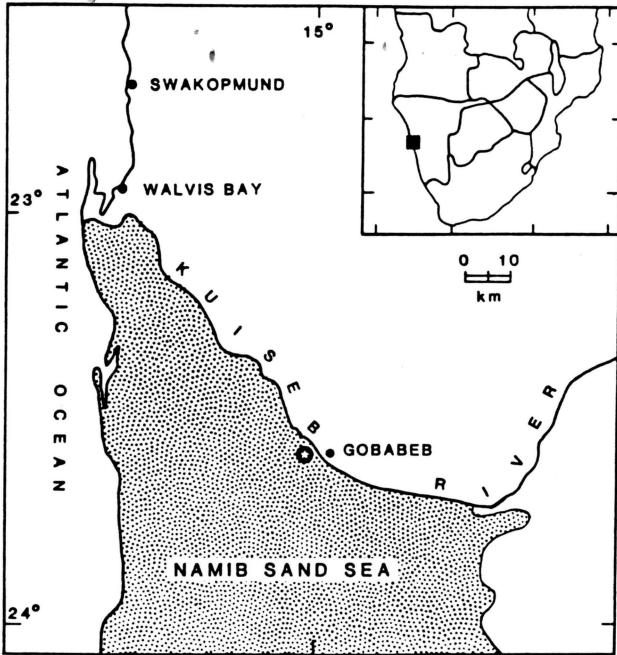 15°
SWAKOPMUND
WALVIS BAY
23°
ATLANTIC OCEAN
0 10
km
KUISEB RIVER
GOBABEB
NAMIB SAND SEA
24°